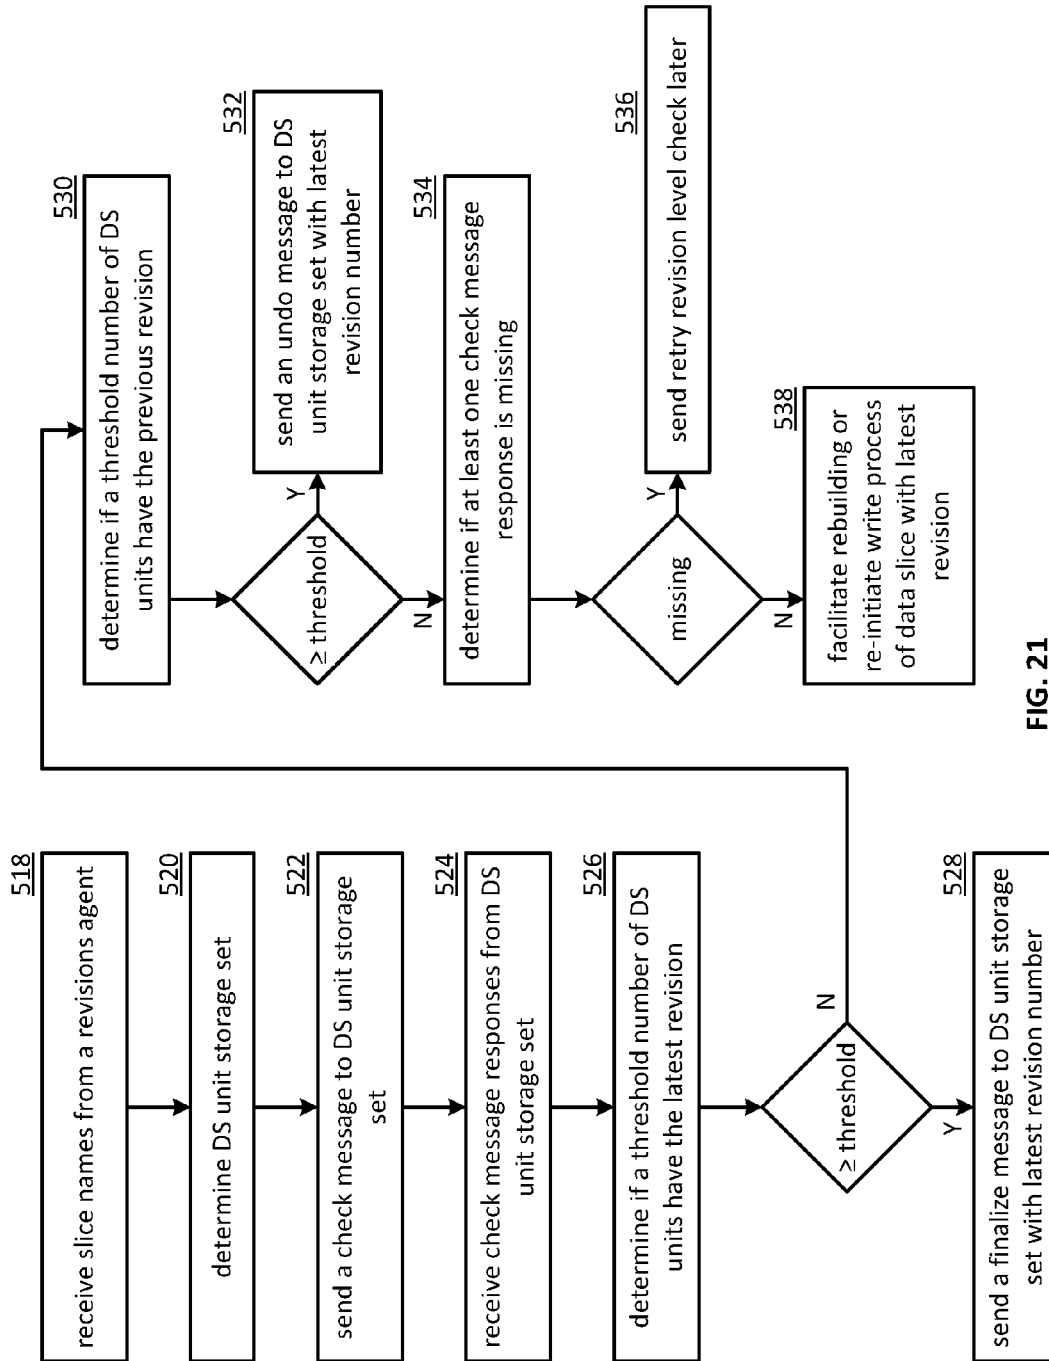 518
receive slice names from a revisions agent
520
determine DS unit storage set
522
send a check message to DS unit storage
set
524
receive check message responses from DS
unit storage set
526
determine if a threshold number of DS
units have the latest revision
≥ threshold
N
Y
528
send a finalize message to DS unit storage
set with latest revision number
530
determine if a threshold number of DS
units have the previous revision
≥ threshold
Y
N
532
send an undo message to DS
unit storage set with latest
revision number
534
determine if at least one check message
response is missing
missing
Y
N
536
send retry revision level check later
538
facilitate rebuilding or
re-initiate write process
of data slice with latest
revision
FIG. 21